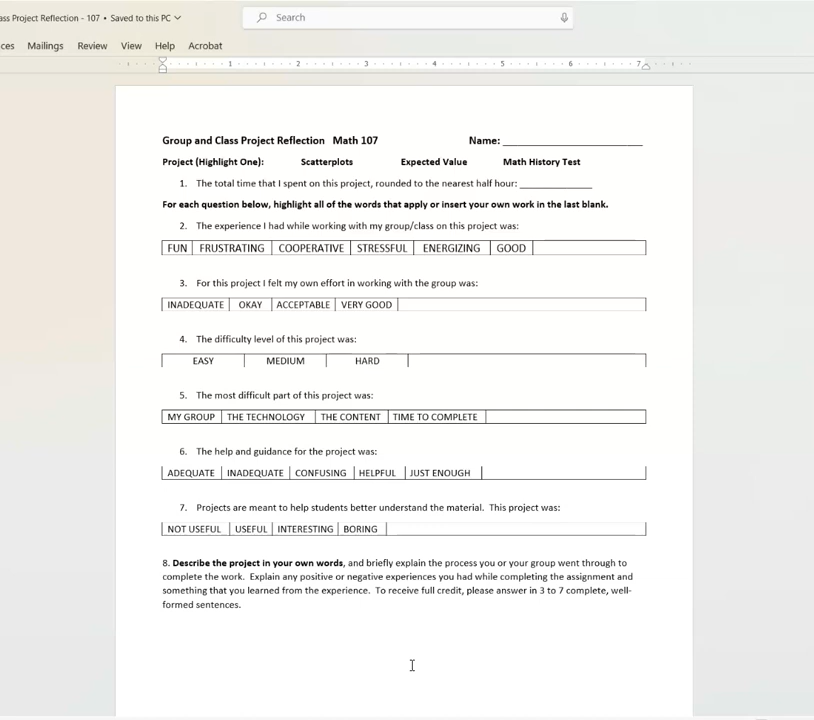 ass Project Reflection - 107 • Saved to this PC
Search
ces Mailings Review View Help Acrobat
1 2 3 4 5 6 7
Group and Class Project Reflection Math 107 Name: ___________________________
Project (Highlight One): Scatterplots Expected Value Math History Test
1. The total time that I spent on this project, rounded to the nearest half hour: ______________
For each question below, highlight all of the words that apply or insert your own work in the last blank.
2. The experience I had while working with my group/class on this project was:
FUN FRUSTRATING COOPERATIVE STRESSFUL ENERGIZING GOOD
3. For this project I felt my own effort in working with the group was:
INADEQUATE OKAY ACCEPTABLE VERY GOOD
4. The difficulty level of this project was:
EASY MEDIUM HARD
5. The most difficult part of this project was:
MY GROUP THE TECHNOLOGY THE CONTENT TIME TO COMPLETE
6. The help and guidance for the project was:
ADEQUATE INADEQUATE CONFUSING HELPFUL JUST ENOUGH
7. Projects are meant to help students better understand the material. This project was:
NOT USEFUL USEFUL INTERESTING BORING
8. Describe the project in your own words, and briefly explain the process you or your group went through to
complete the work. Explain any positive or negative experiences you had while completing the assignment and
something that you learned from the experience. To receive full credit, please answer in 3 to 7 complete, well-
formed sentences.